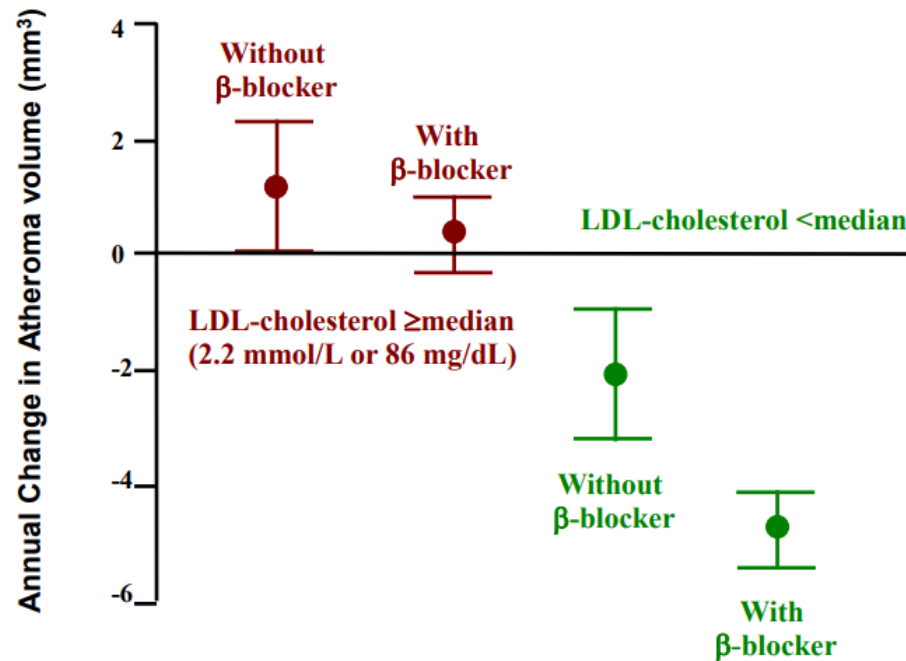 Annual Change in Atheroma volume (mm³)
4
2
0
-2
-4
-6
Without
β-blocker
With
β-blocker
LDL-cholesterol <median
LDL-cholesterol ≥median
(2.2 mmol/L or 86 mg/dL)
Without
β-blocker
With
β-blocker